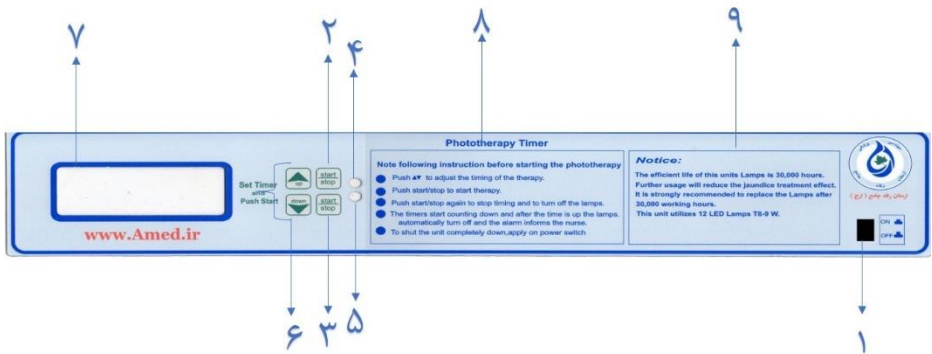 ۷
۲
۴
۸
۹
Phototherapy Timer
Note following instruction before starting the phototherapy
Push ▲▼ to adjust the timing of the therapy.
Push start/stop to start therapy.
Push start/stop again to stop timing and to turn off the lamps.
The timers start counting down and after the time is up the lamps.
automatically turn off and the alarm informs the nurse.
To shut the unit completely down,apply on power switch
Notice:
The efficient life of this units Lamps is 30,000 hours.
Further usage will reduce the jaundice treatment effect.
It is strongly recommended to replace the Lamps after
30,000 working hours.
This unit utilizes 12 LED Lamps T8-9 W.
Set Timer
Push Start
up
start
stop
down
start
stop
www.Amed.ir
ON
OFF
۶
۳
۵
۱